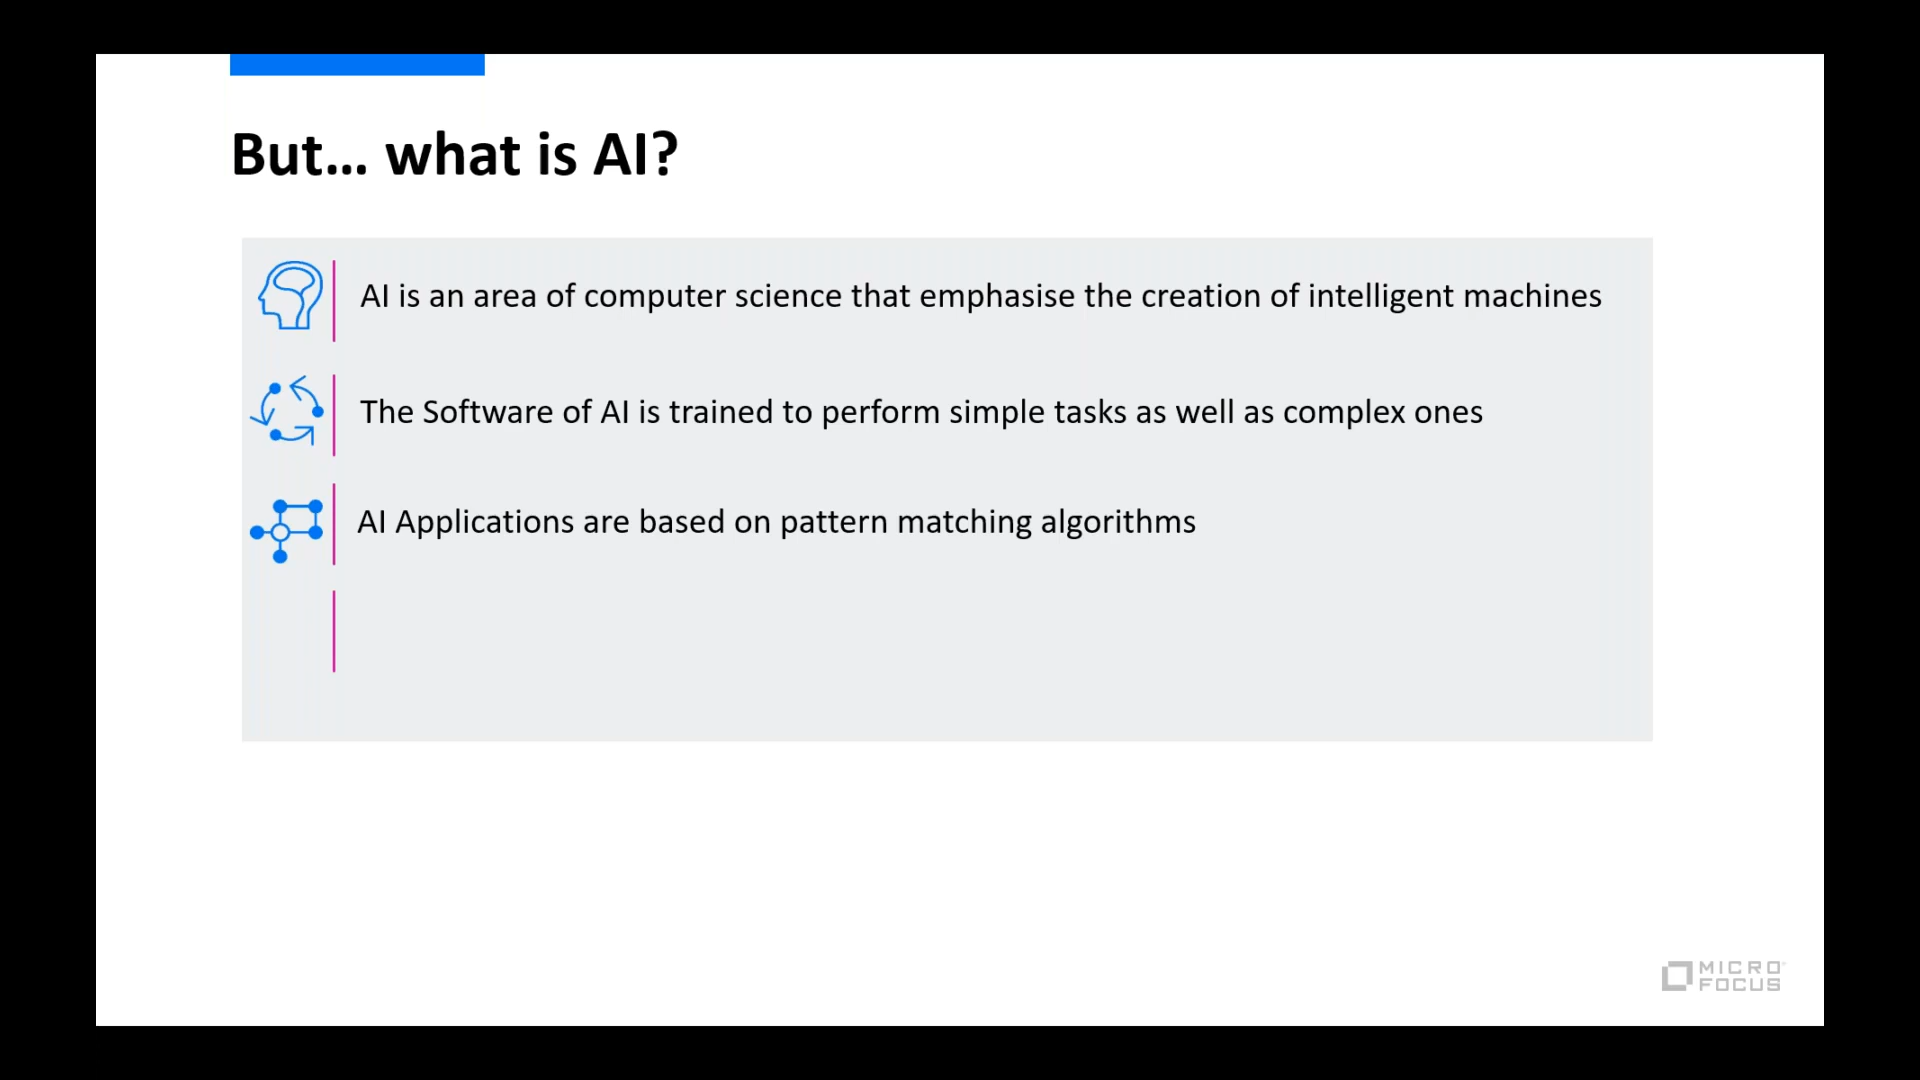 But... what is AI?
AI is an area of computer science that emphasise the creation of intelligent machines
The Software of AI is trained to perform simple tasks as well as complex ones
AI Applications are based on pattern matching algorithms
MICRO
FOCUS